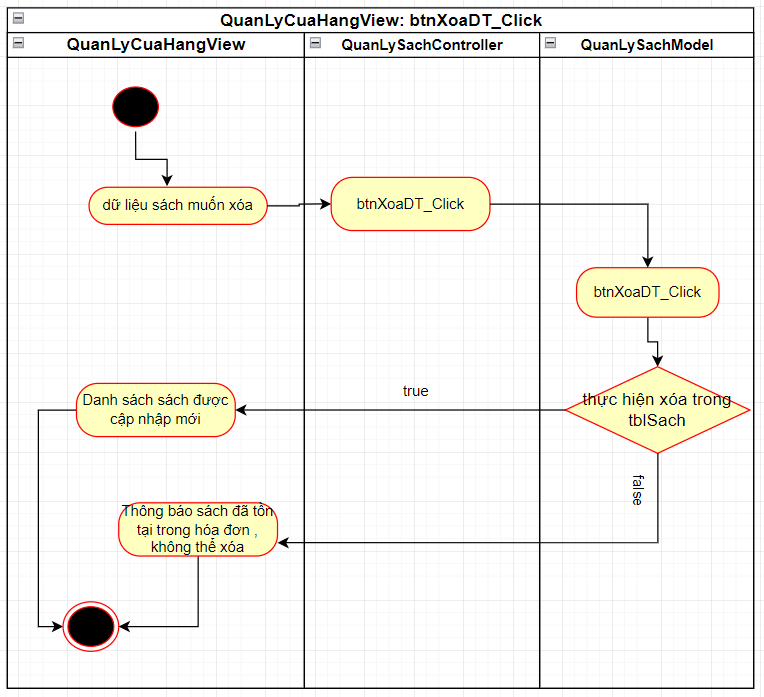 QuanLyCuaHangView: btnXoaDT_Click
QuanLyCuaHangView
QuanLySachController
QuanLySachModel
dữ liệu sách muốn xóa
btnXoaDT_Click
btnXoaDT_Click
thực hiện xóa trong
tblSach
true
Danh sách sách được
cập nhập mới
false
Thông báo sách đã tồn
tại trong hóa đơn ,
không thể xóa